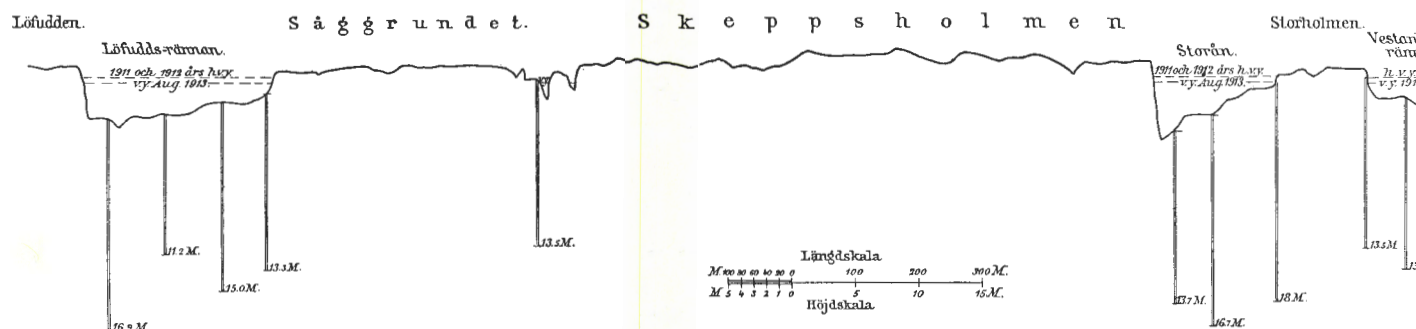 Löfudden.
Såggrundet.
Skeppsholmen
Storholmen.
Löfudds-rännan.
Storån.
1911 och 1912 års h.v.y.
v.y. Aug. 1913.
1911 och 1912 års h.v.y.
v.y. Aug. 1913.
h.v.y.
11.2 M.
15.0 M.
13.3 M.
16.9 M.
13.5 M.
13.7 M.
16.7 M.
18 M.
13.5 M.
Längdskala
M. 100 80 60 40 20 0 100 200 300 M.
M 5 4 3 2 1 0 5 10 15 M.
Höjdskala